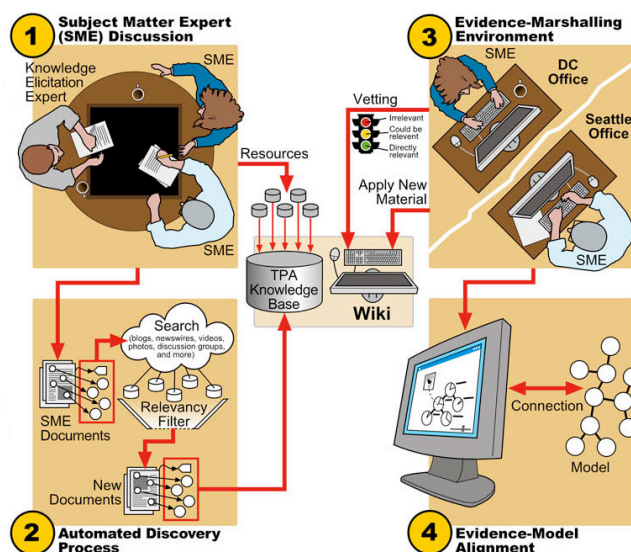 1
Subject Matter Expert
(SME) Discussion
Knowledge
Elicitation
Expert
SME
SME
Resources
3
Evidence-Marshalling
Environment
SME
DC
Office
Seattle
Office
SME
Vetting
Irrelevant
Could be
relevent
Directly
relevant
Apply New
Material
TPA
Knowledge
Base
Wiki
Search
(blogs, newswires, videos,
photos, discussion groups,
and more)
Relevancy
Filter
SME
Documents
New
Documents
2
Automated Discovery
Process
Connection
Model
4
Evidence-Model
Alignment